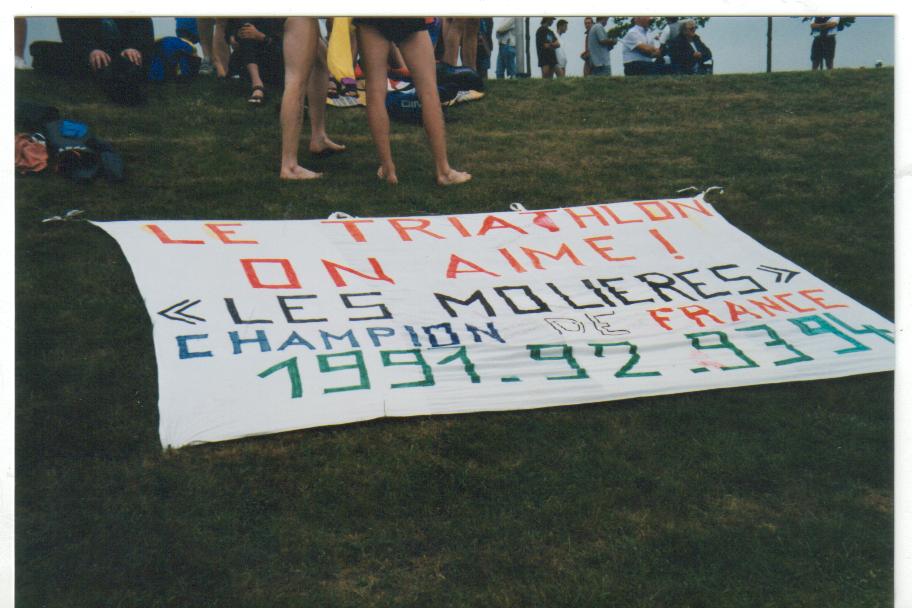 LE TRIATHLON
ON AIME !
«LES MOLIERES»
CHAMPION DE FRANCE
1991.92.93 94